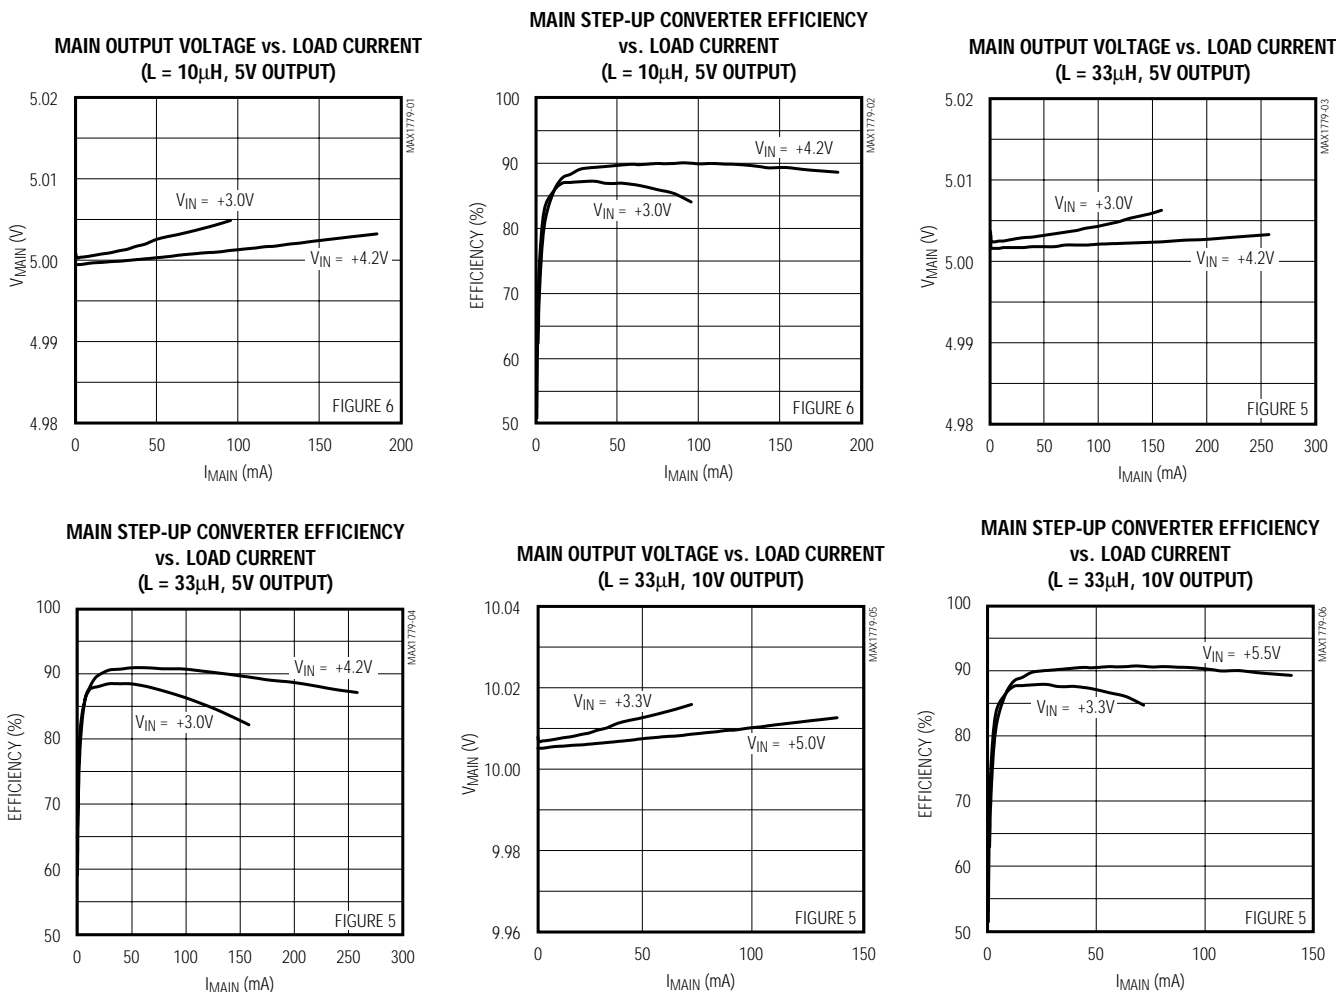 MAIN OUTPUT VOLTAGE vs. LOAD CURRENT
(L = 10μH, 5V OUTPUT)
MAX1779-01
5.02
5.01
5.00
4.99
4.98
VMAIN (V)
VIN = +3.0V
VIN = +4.2V
FIGURE 6
0 50 100 150 200
IMAIN (mA)
MAIN STEP-UP CONVERTER EFFICIENCY
vs. LOAD CURRENT
(L = 10μH, 5V OUTPUT)
MAX1779-02
100
90
80
70
60
50
EFFICIENCY (%)
VIN = +4.2V
VIN = +3.0V
FIGURE 6
0 50 100 150 200
IMAIN (mA)
MAIN OUTPUT VOLTAGE vs. LOAD CURRENT
(L = 33μH, 5V OUTPUT)
MAX1779-03
5.02
5.01
5.00
4.99
4.98
VMAIN (V)
VIN = +3.0V
VIN = +4.2V
FIGURE 5
0 50 100 150 200 250 300
IMAIN (mA)
MAIN STEP-UP CONVERTER EFFICIENCY
vs. LOAD CURRENT
(L = 33μH, 5V OUTPUT)
MAX1779-04
100
90
80
70
60
50
EFFICIENCY (%)
VIN = +4.2V
VIN = +3.0V
FIGURE 5
0 50 100 150 200 250 300
IMAIN (mA)
MAIN OUTPUT VOLTAGE vs. LOAD CURRENT
(L = 33μH, 10V OUTPUT)
MAX1779-05
10.04
10.02
10.00
9.98
9.96
VMAIN (V)
VIN = +3.3V
VIN = +5.0V
FIGURE 5
0 50 100 150
IMAIN (mA)
MAIN STEP-UP CONVERTER EFFICIENCY
vs. LOAD CURRENT
(L = 33μH, 10V OUTPUT)
MAX1779-06
100
90
80
70
60
50
EFFICIENCY (%)
VIN = +5.5V
VIN = +3.3V
FIGURE 5
0 50 100 150
IMAIN (mA)